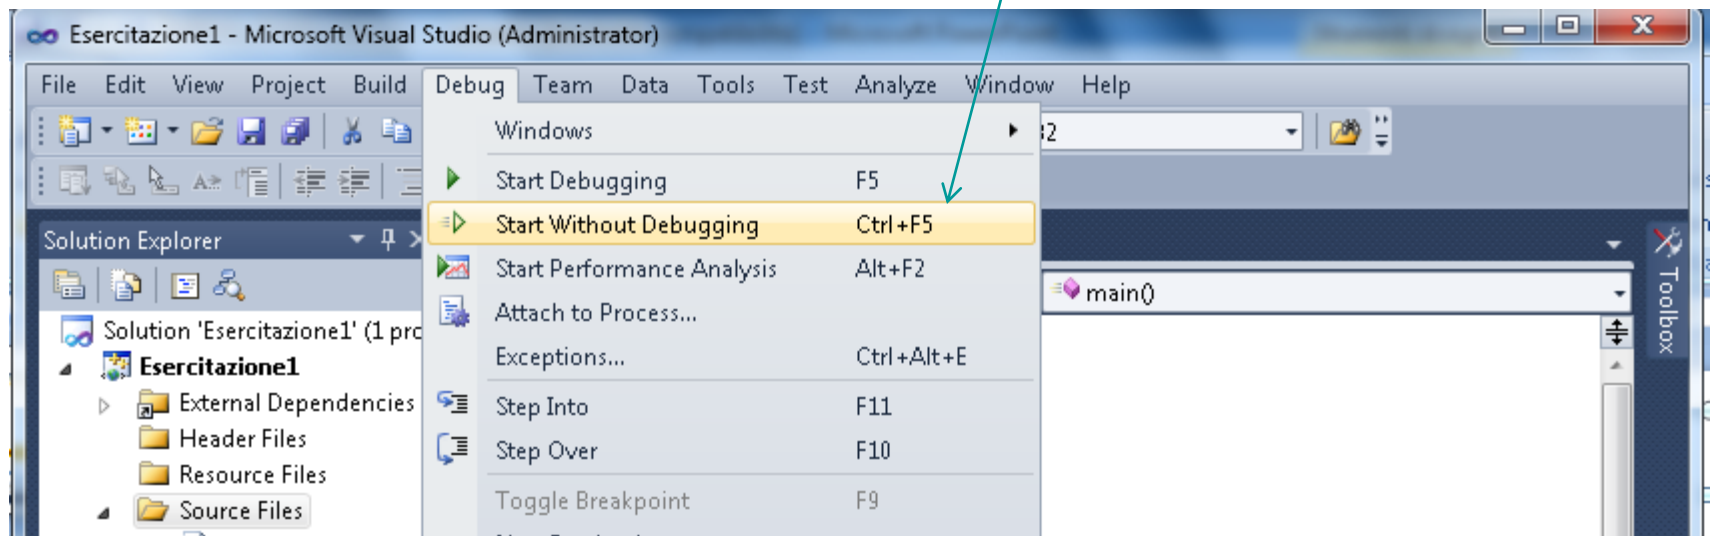 Esercitazione1 - Microsoft Visual Studio (Administrator)
File Edit View Project Build Debug Team Data Tools Test Analyze Window Help
Windows
Start Debugging F5
Solution Explorer
Start Without Debugging Ctrl+F5
Start Performance Analysis Alt+F2
main()
Toolbox
Attach to Process...
Solution 'Esercitazione1' (1 pro
Exceptions... Ctrl+Alt+E
Esercitazione1
External Dependencies
Step Into F11
Header Files
Step Over F10
Resource Files
Toggle Breakpoint F9
Source Files